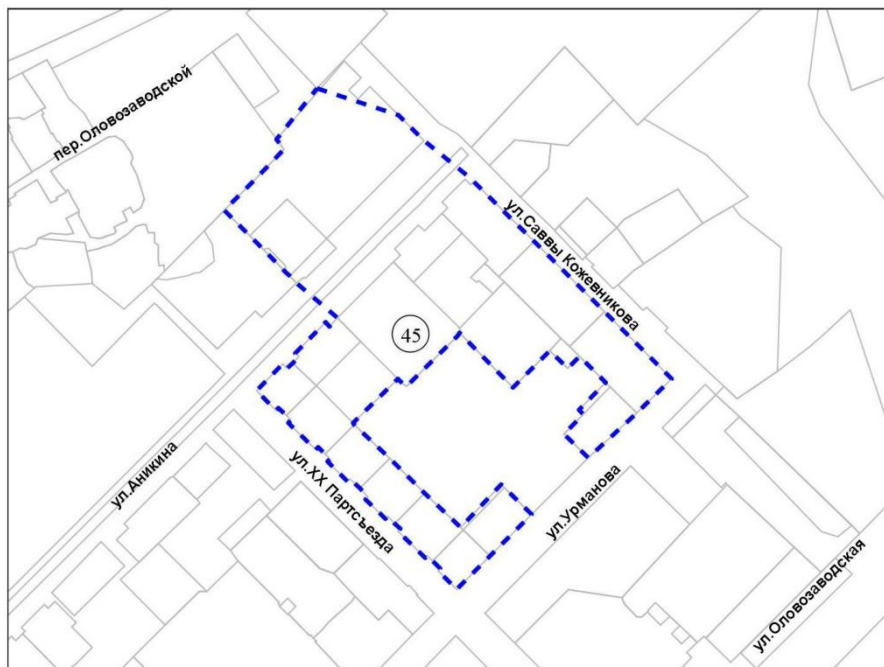 пер.Оловозаводской
ул.Саввы Кожевникова
45
ул.Аникина
ул.XX Партсъезда
ул.Урманова
ул.Оловозаводская